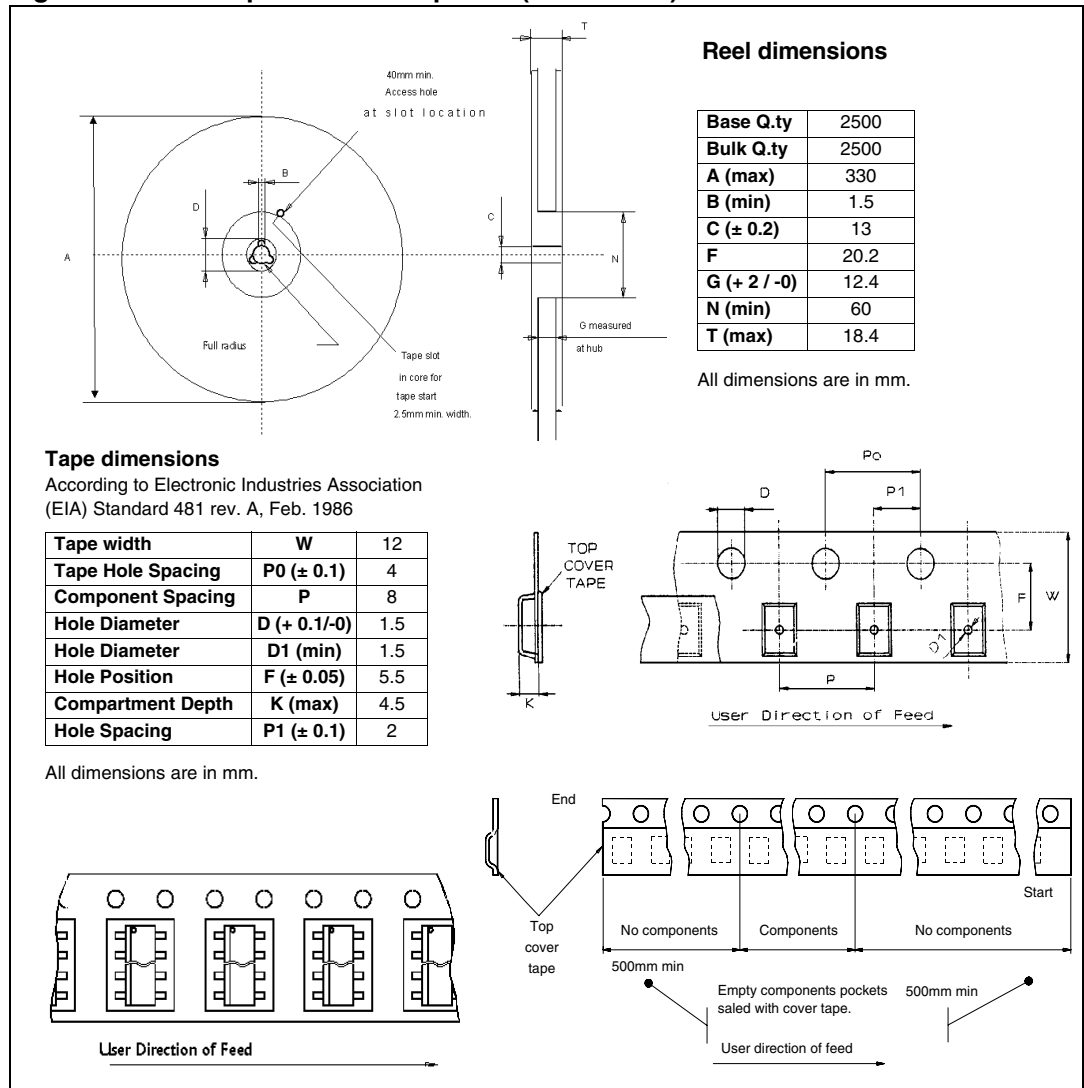 T
Reel dimensions
40mm min.
Access hole
at slot location
B
D
C
A
N
Full radius
Tape slot
in core for
tape start
2.5mm min. width.
G measured
at hub
Base Q.ty 2500
Bulk Q.ty 2500
A (max) 330
B (min) 1.5
C (± 0.2) 13
F 20.2
G (+ 2 / -0) 12.4
N (min) 60
T (max) 18.4
All dimensions are in mm.
Tape dimensions
According to Electronic Industries Association
(EIA) Standard 481 rev. A, Feb. 1986
Tape width W 12
Tape Hole Spacing P0 (± 0.1) 4
Component Spacing P 8
Hole Diameter D (+ 0.1/-0) 1.5
Hole Diameter D1 (min) 1.5
Hole Position F (± 0.05) 5.5
Compartment Depth K (max) 4.5
Hole Spacing P1 (± 0.1) 2
All dimensions are in mm.
Po
D
P1
TOP
COVER
TAPE
F
W
D1
P
K
User Direction of Feed
End
Start
Top
cover
tape
No components
Components
No components
500mm min
Empty components pockets
saled with cover tape.
500mm min
User direction of feed
User Direction of Feed